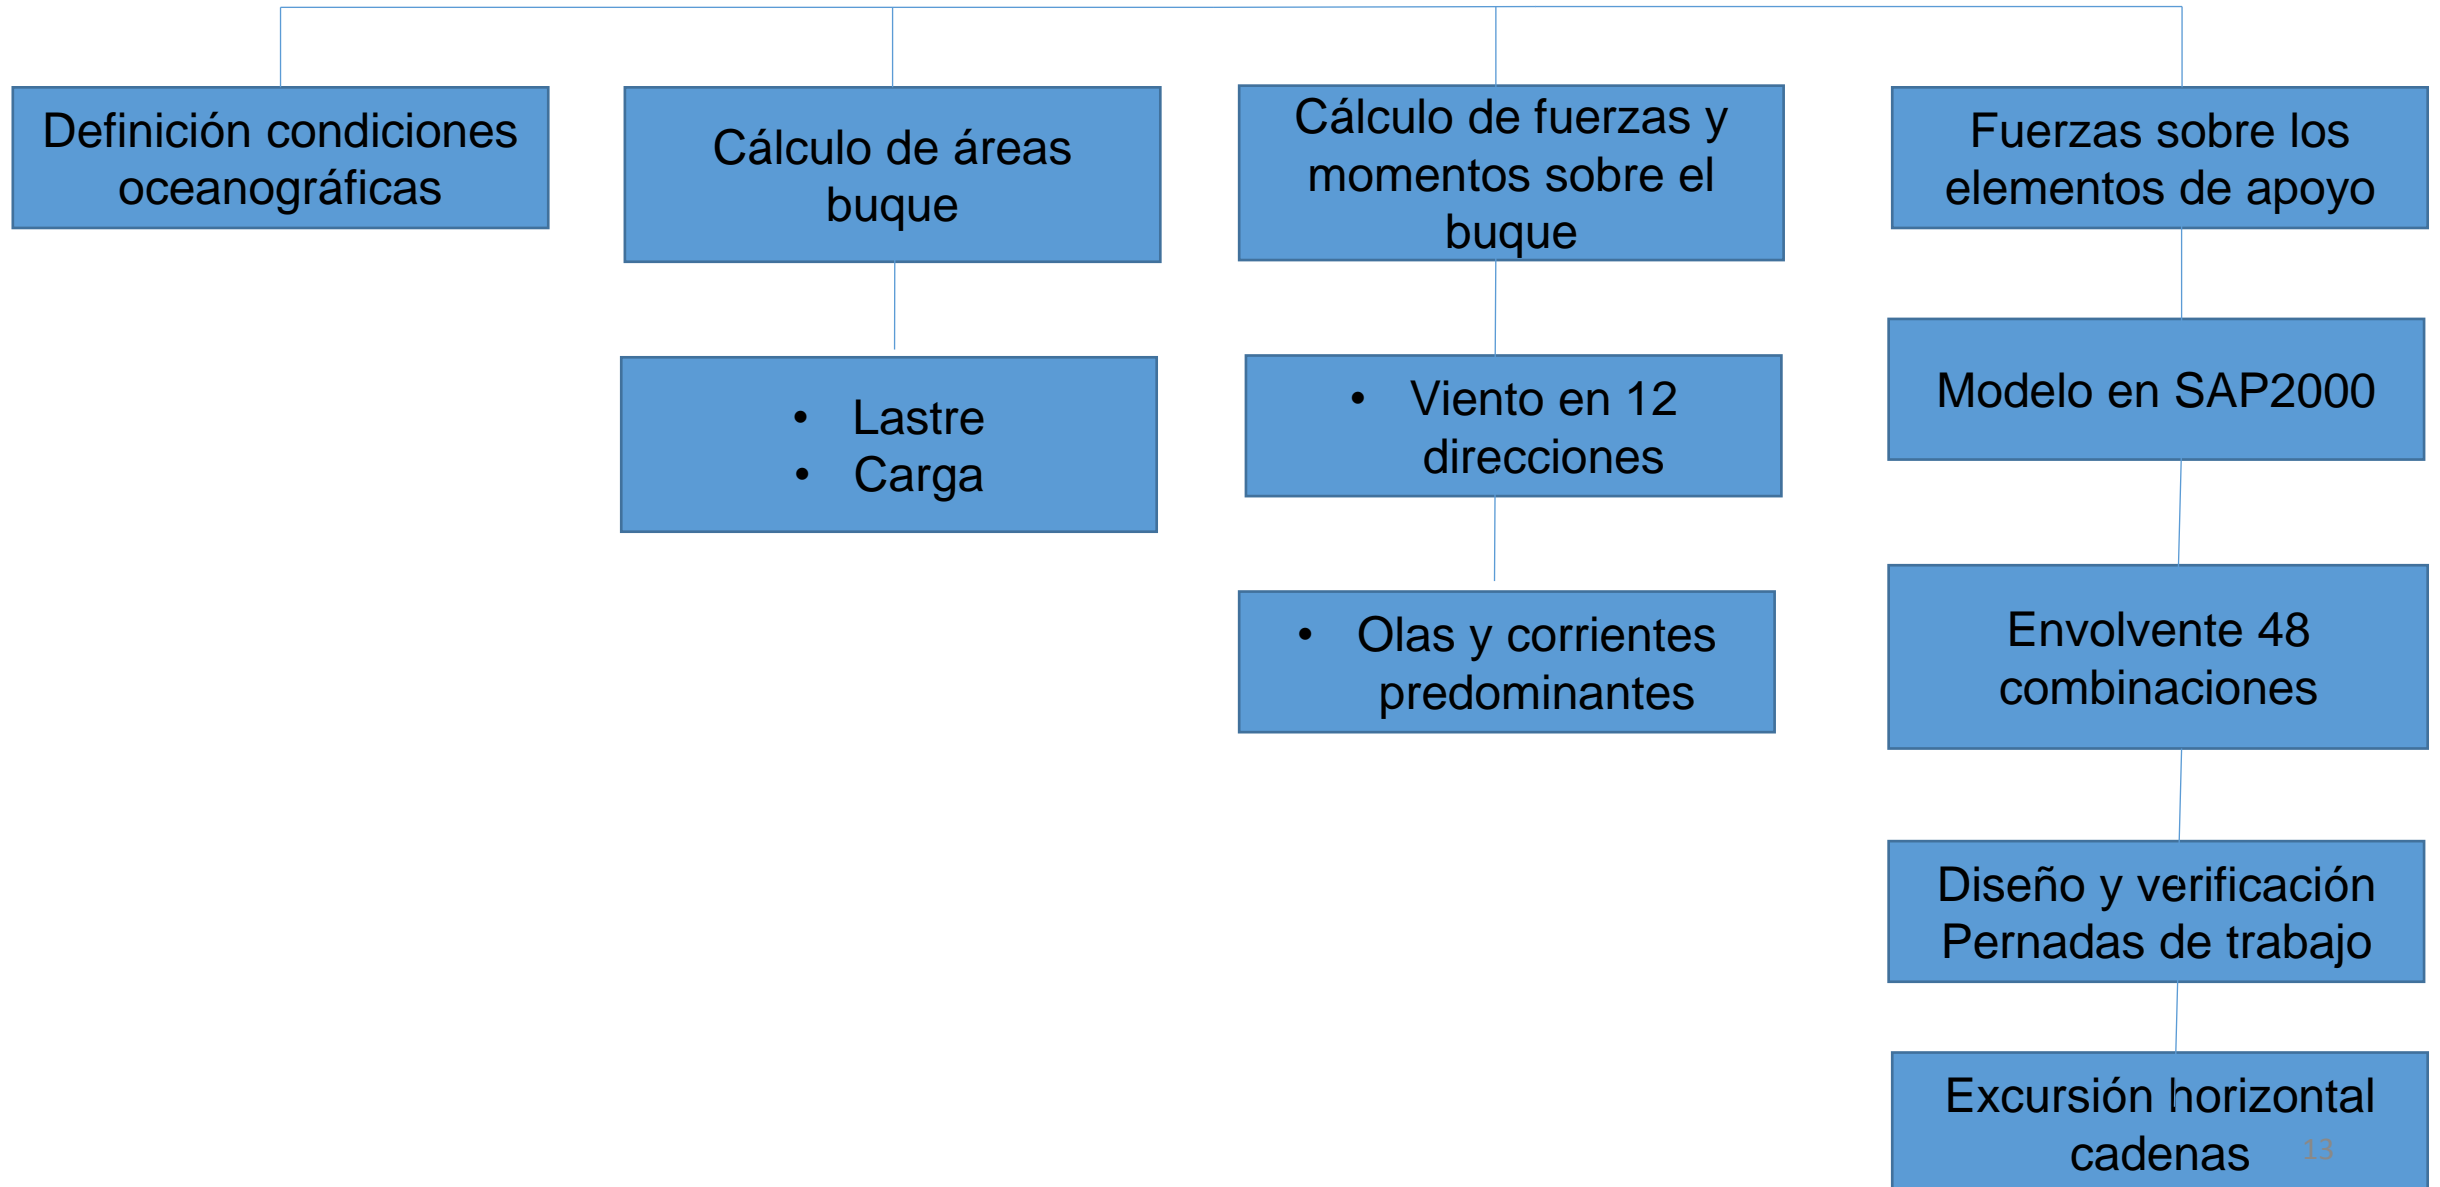 Definición condiciones
oceanográficas
Cálculo de áreas
buque
• Lastre
• Carga
Cálculo de fuerzas y
momentos sobre el
buque
• Viento en 12
direcciones
• Olas y corrientes
predominantes
Fuerzas sobre los
elementos de apoyo
Modelo en SAP2000
Envolvente 48
combinaciones
Diseño y verificación
Pernadas de trabajo
Excursión horizontal
cadenas
13